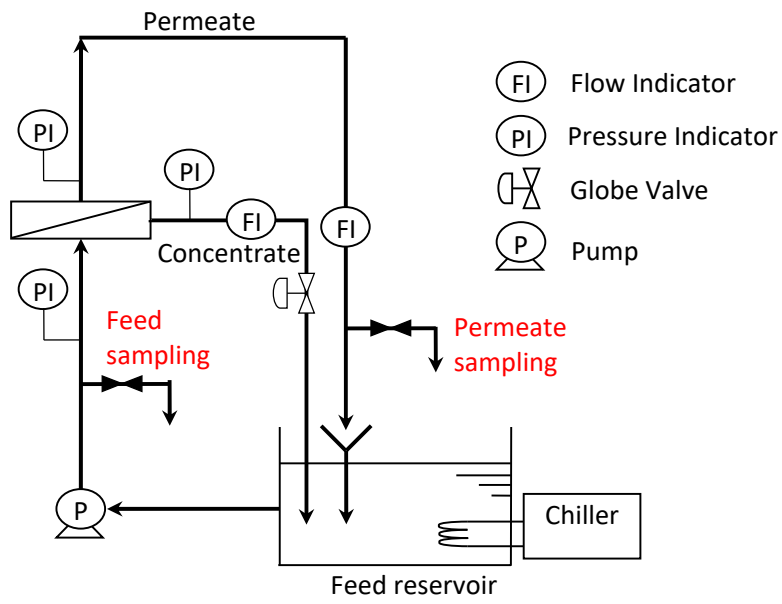 Permeate
FI
Flow Indicator
PI
PI
Pressure Indicator
PI
Globe Valve
FI
FI
Concentrate
P
Pump
PI
Feed
sampling
Permeate
sampling
P
Chiller
Feed reservoir